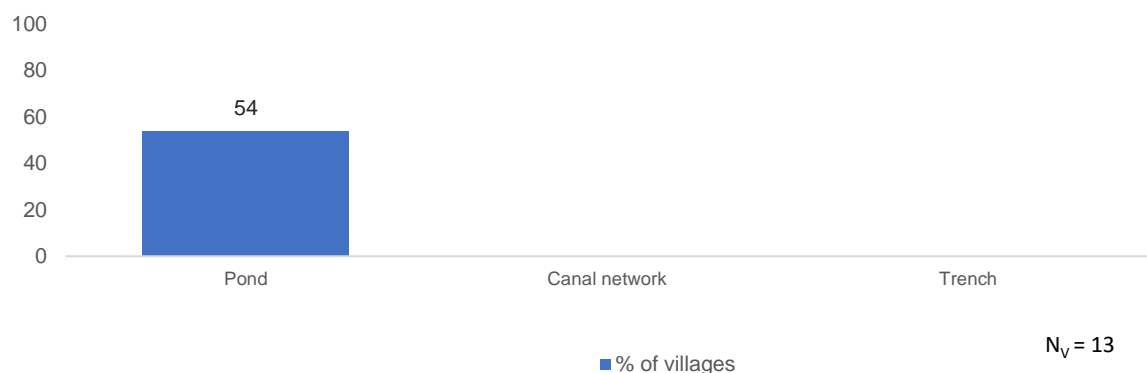 100
80
60
40
20
0
54
Pond Canal network Trench
% of villages
Nᵥ = 13